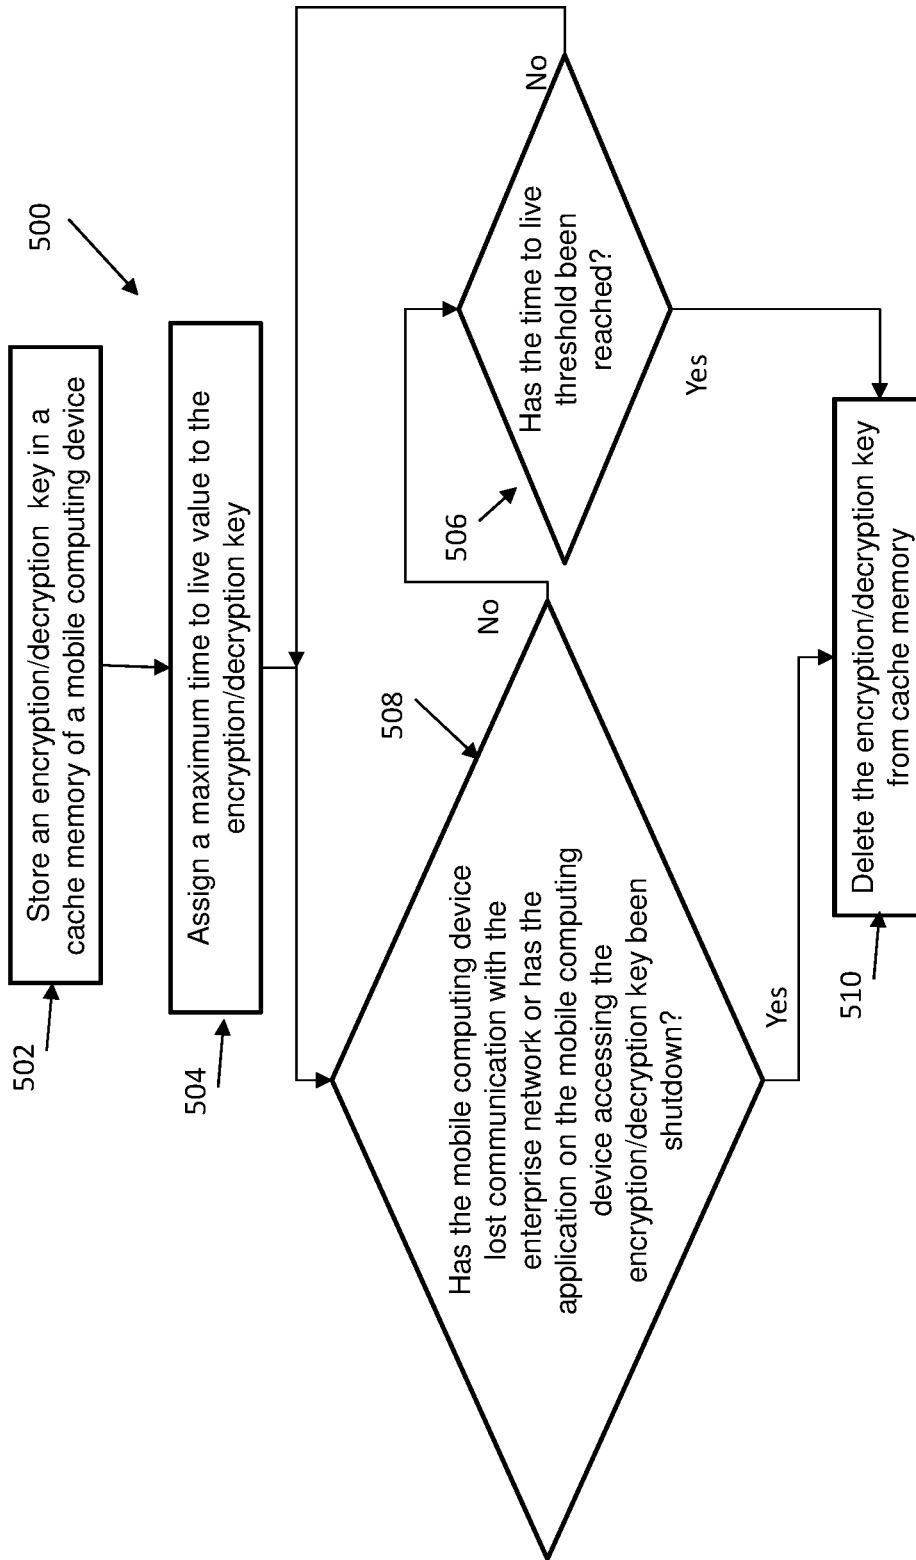 500
502
Store an encryption/decryption key in a
cache memory of a mobile computing device
504
Assign a maximum time to live value to the
encryption/decryption key
508
Has the mobile computing device
lost communication with the
enterprise network or has the
application on the mobile computing
device accessing the
encryption/decryption key been
shutdown?
No
Yes
506
Has the time to live
threshold been
reached?
No
Yes
510
Delete the encryption/decryption key
from cache memory